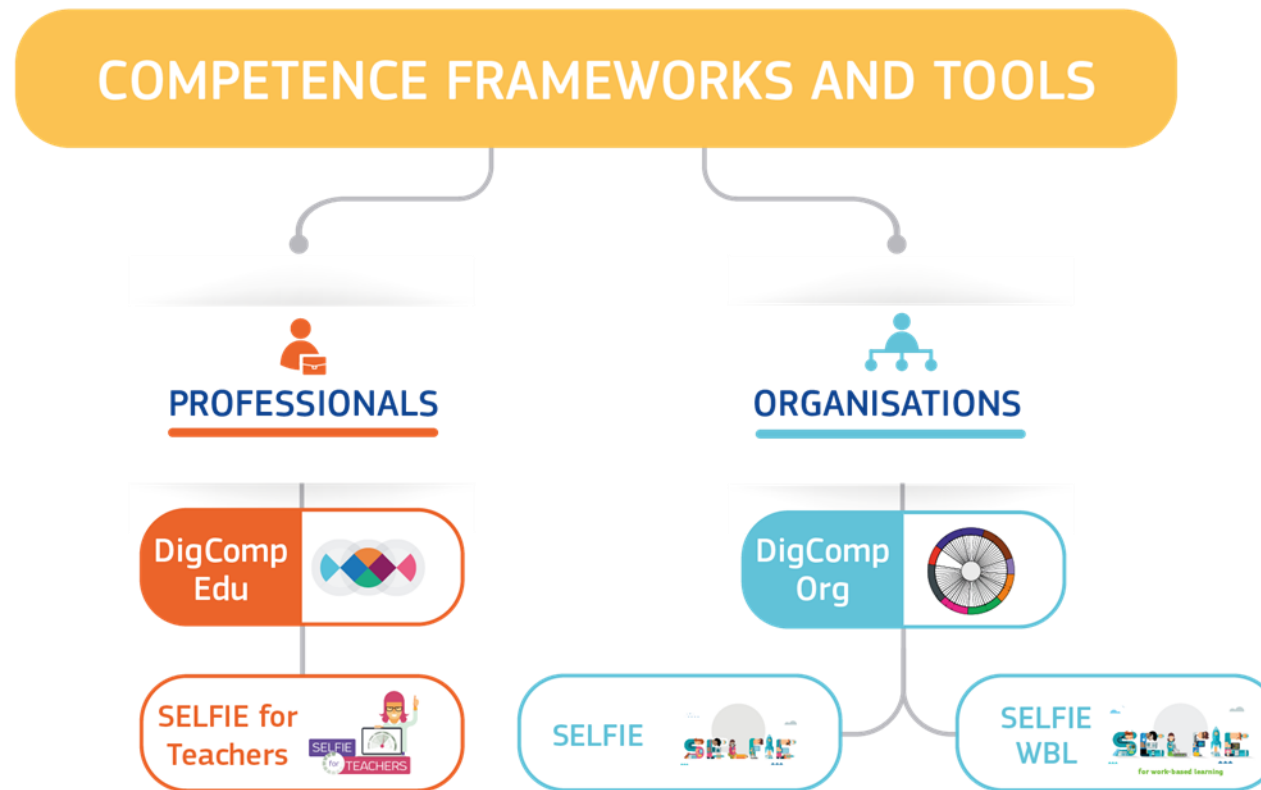 COMPETENCE FRAMEWORKS AND TOOLS
PROFESSIONALS
ORGANISATIONS
DigComp
Edu
DigComp
Org
SELFIE for
Teachers
SELFIE
for
TEACHERS
SELFIE
SELFIE
SELFIE
WBL
SELFIE
for work-based learning